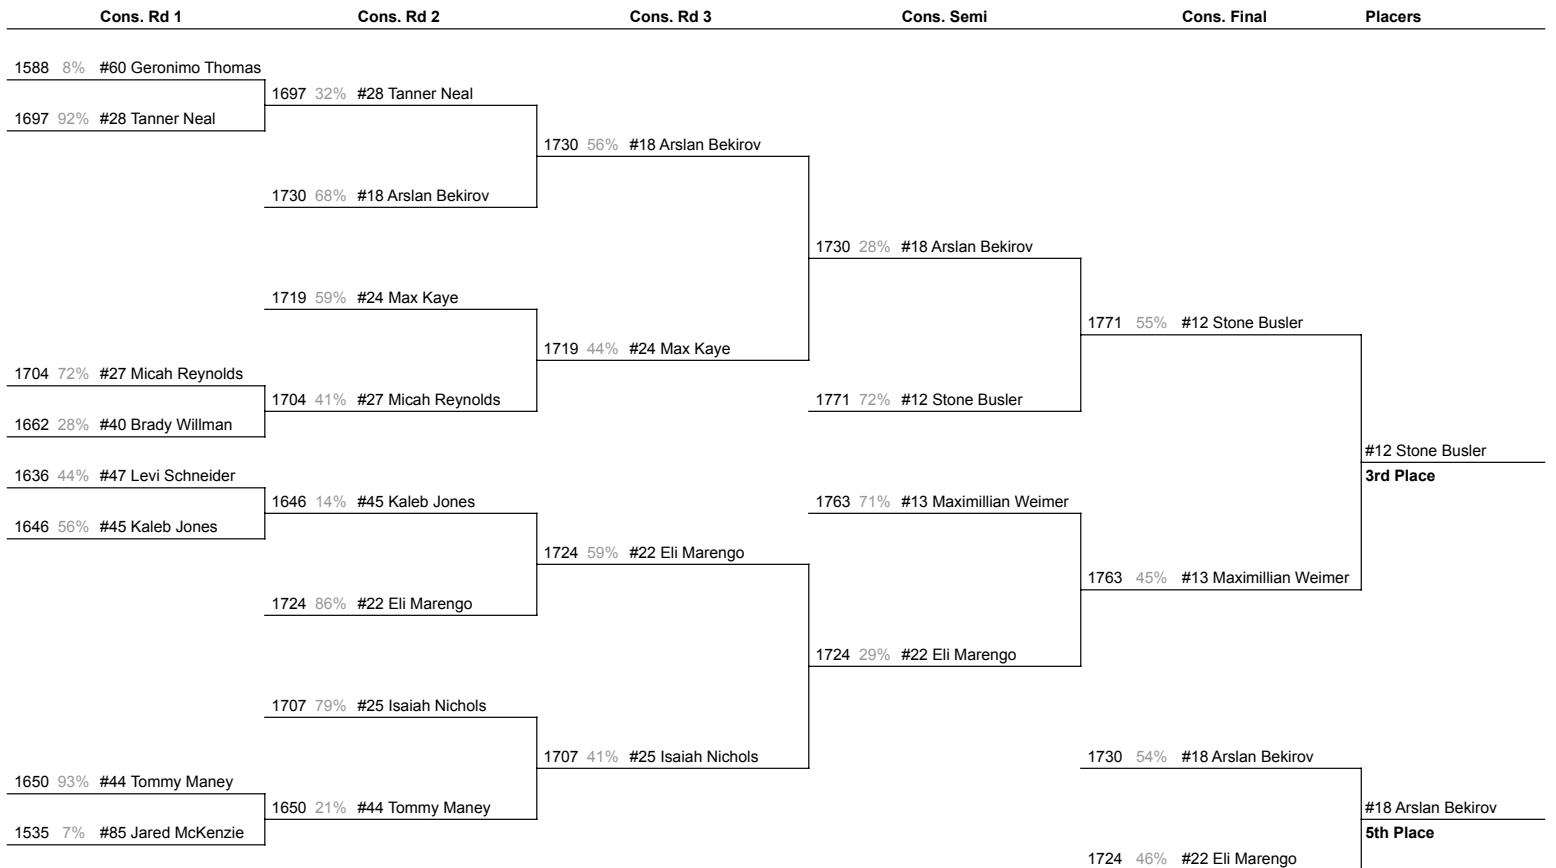 Cons. Rd 1 Cons. Rd 2 Cons. Rd 3 Cons. Semi Cons. Final Placers
1588 8% #60 Geronimo Thomas
1697 32% #28 Tanner Neal
1697 92% #28 Tanner Neal
1730 56% #18 Arslan Bekirov
1730 68% #18 Arslan Bekirov
1730 28% #18 Arslan Bekirov
1719 59% #24 Max Kaye
1771 55% #12 Stone Busler
1719 44% #24 Max Kaye
1704 72% #27 Micah Reynolds
1704 41% #27 Micah Reynolds
1771 72% #12 Stone Busler
1662 28% #40 Brady Willman
#12 Stone Busler
1636 44% #47 Levi Schneider
3rd Place
1646 14% #45 Kaleb Jones
1763 71% #13 Maximillian Weimer
1646 56% #45 Kaleb Jones
1724 59% #22 Eli Marengo
1763 45% #13 Maximillian Weimer
1724 86% #22 Eli Marengo
1724 29% #22 Eli Marengo
1707 79% #25 Isaiah Nichols
1707 41% #25 Isaiah Nichols
1730 54% #18 Arslan Bekirov
1650 93% #44 Tommy Maney
1650 21% #44 Tommy Maney
#18 Arslan Bekirov
1535 7% #85 Jared McKenzie
5th Place
1724 46% #22 Eli Marengo